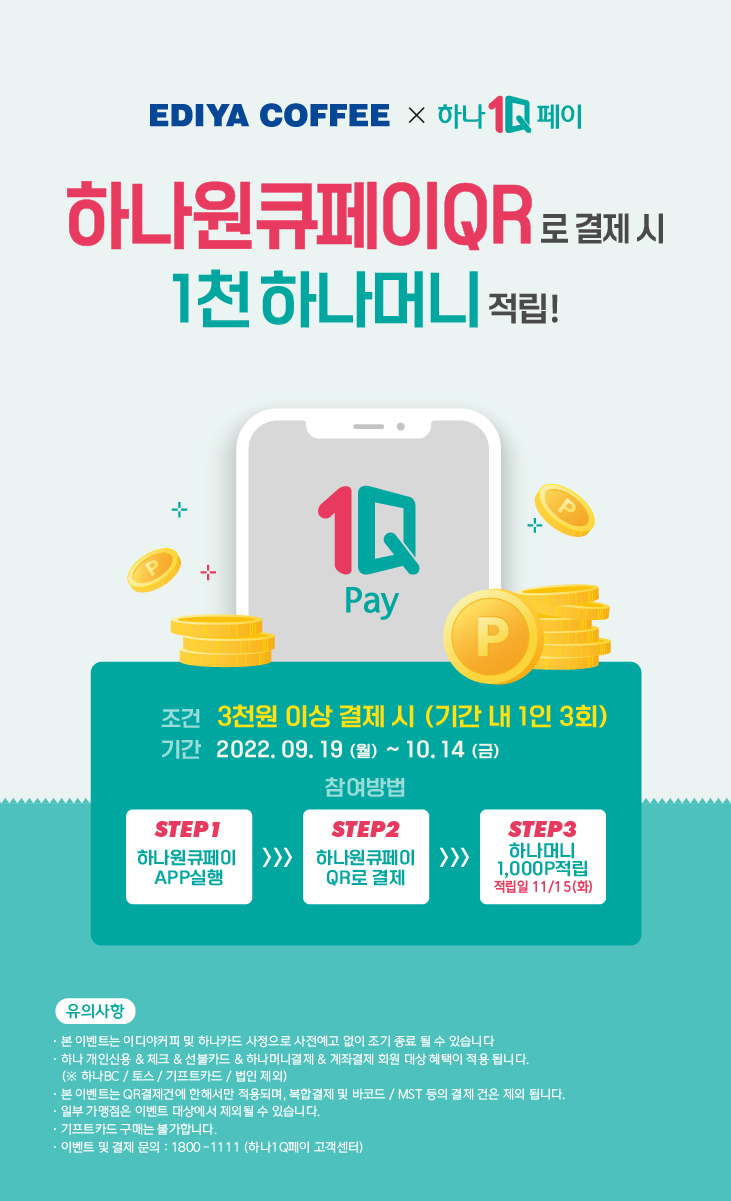 EDIYA COFFEE × 하나1Q페이
하나원큐페이QR로 결제 시
1천 하나머니 적립!
1Q
Pay
P
P
P
조건 3천원 이상 결제 시 (기간 내 1인 3회)
기간 2022. 09. 19 (월) ~ 10. 14 (금)
참여방법
STEP1
하나원큐페이
APP실행
STEP2
하나원큐페이
QR로 결제
STEP3
하나머니
1,000P적립
적립일 11/15(화)
유의사항
· 본 이벤트는 이디야커피 및 하나카드 사정으로 사전예고 없이 조기 종료 될 수 있습니다
· 하나 개인신용 & 체크 & 선불카드 & 하나머니결제 & 계좌결제 회원 대상 혜택이 적용 됩니다.
(※ 하나BC / 토스 / 기프트카드 / 법인 제외)
· 본 이벤트는 QR결제건에 한해서만 적용되며, 복합결제 및 바코드 / MST 등의 결제 건은 제외 됩니다.
· 일부 가맹점은 이벤트 대상에서 제외될 수 있습니다.
· 기프트카드 구매는 불가합니다.
· 이벤트 및 결제 문의 : 1800 -1111 (하나1Q페이 고객센터)